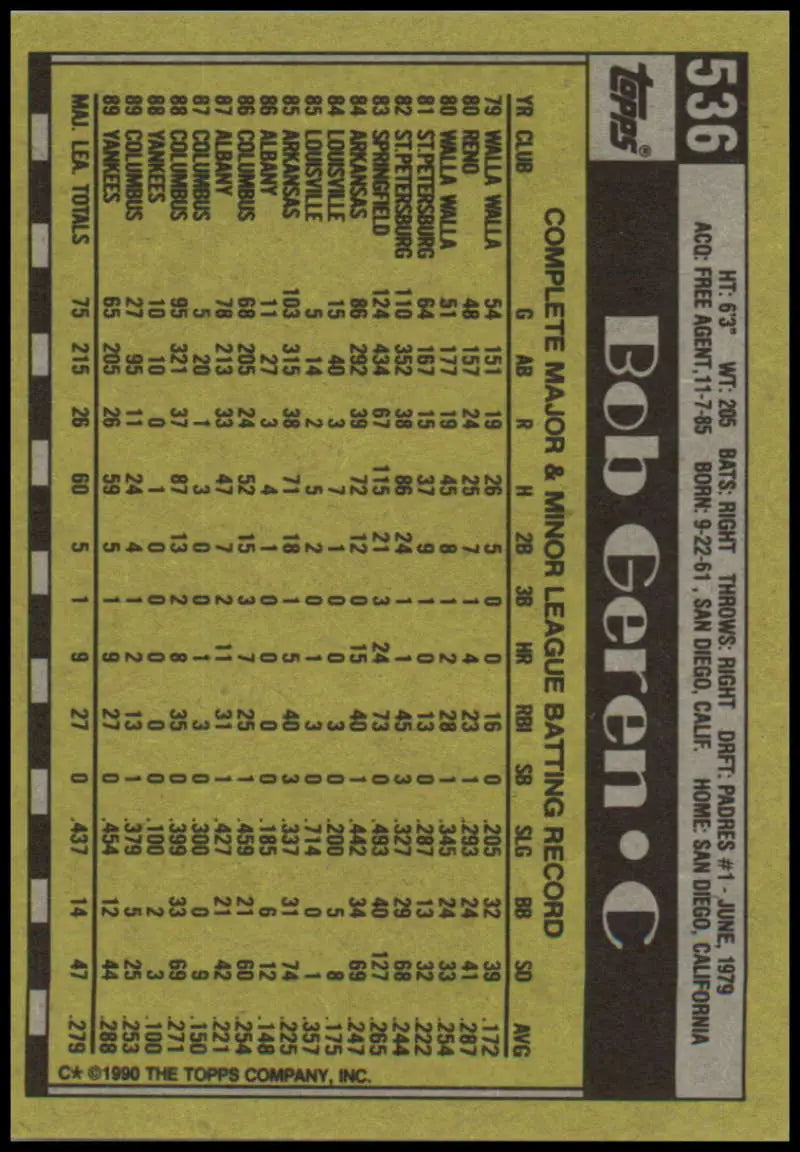 536
HT: 6'3" WT: 205 BATS: RIGHT THROWS: RIGHT DRFT: PADRES #1 - JUNE, 1979
ACQ: FREE AGENT, 11-7-85 BORN: 9-22-61, SAN DIEGO, CALIF. HOME: SAN DIEGO, CALIFORNIA
TOPPS® Bob Geren • C
COMPLETE MAJOR & MINOR LEAGUE BATTING RECORD
YR CLUB G AB R H 2B 3B HR RBI SB SLG BB SO AVG
79 WALLA WALLA 54 151 19 26 5 0 0 16 0 .205 32 39 .172
80 RENO 48 157 24 25 7 1 4 23 1 .293 24 41 .287
80 WALLA WALLA 51 177 19 45 8 1 2 28 1 .345 24 33 .254
81 ST.PETERSBURG 64 167 15 37 9 1 0 13 0 .287 13 32 .222
82 ST.PETERSBURG 110 352 38 86 24 1 1 45 3 .327 29 68 .244
83 SPRINGFIELD 124 434 67 115 21 3 24 73 0 .493 40 127 .265
84 ARKANSAS 86 292 39 72 12 0 15 40 1 .442 34 69 .247
84 LOUISVILLE 15 40 3 7 1 0 0 3 0 .200 5 8 .175
85 LOUISVILLE 5 14 2 5 2 0 1 3 0 .714 0 1 .357
85 ARKANSAS 103 315 38 71 18 1 5 40 3 .337 31 74 .225
86 ALBANY 11 27 3 4 1 0 0 0 0 .185 6 12 .148
86 COLUMBUS 68 205 24 52 15 3 7 25 1 .459 21 60 .254
87 ALBANY 78 213 33 47 7 2 11 31 1 .427 21 42 .221
87 COLUMBUS 5 20 1 3 0 0 1 3 0 .300 0 9 .150
88 COLUMBUS 95 321 37 87 13 2 8 35 0 .399 33 69 .271
88 YANKEES 10 10 0 1 0 0 0 0 0 .100 2 3 .100
89 COLUMBUS 27 95 11 24 4 1 2 13 1 .379 5 25 .253
89 YANKEES 65 205 26 59 5 1 9 27 0 .454 12 44 .288
MAJ. LEA. TOTALS 75 215 26 60 5 1 9 27 0 .437 14 47 .279
C* ©1990 THE TOPPS COMPANY, INC.